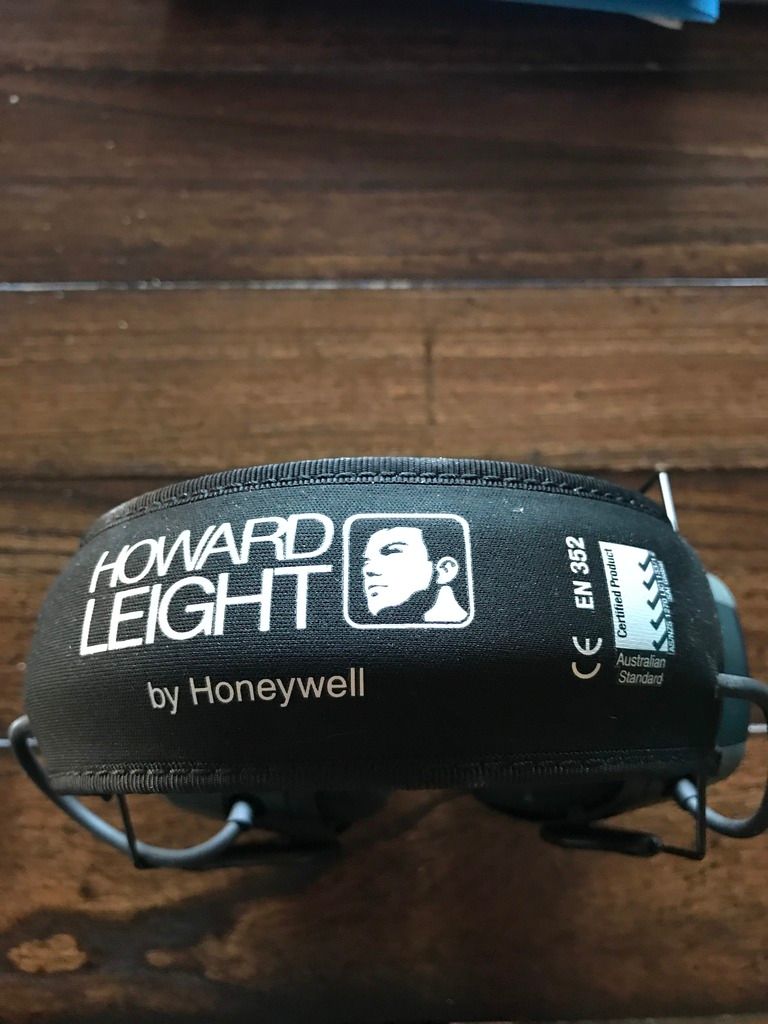 HOWARD
LEIGHT
by Honeywell
CE EN 352
Certified Product
Australian
Standard